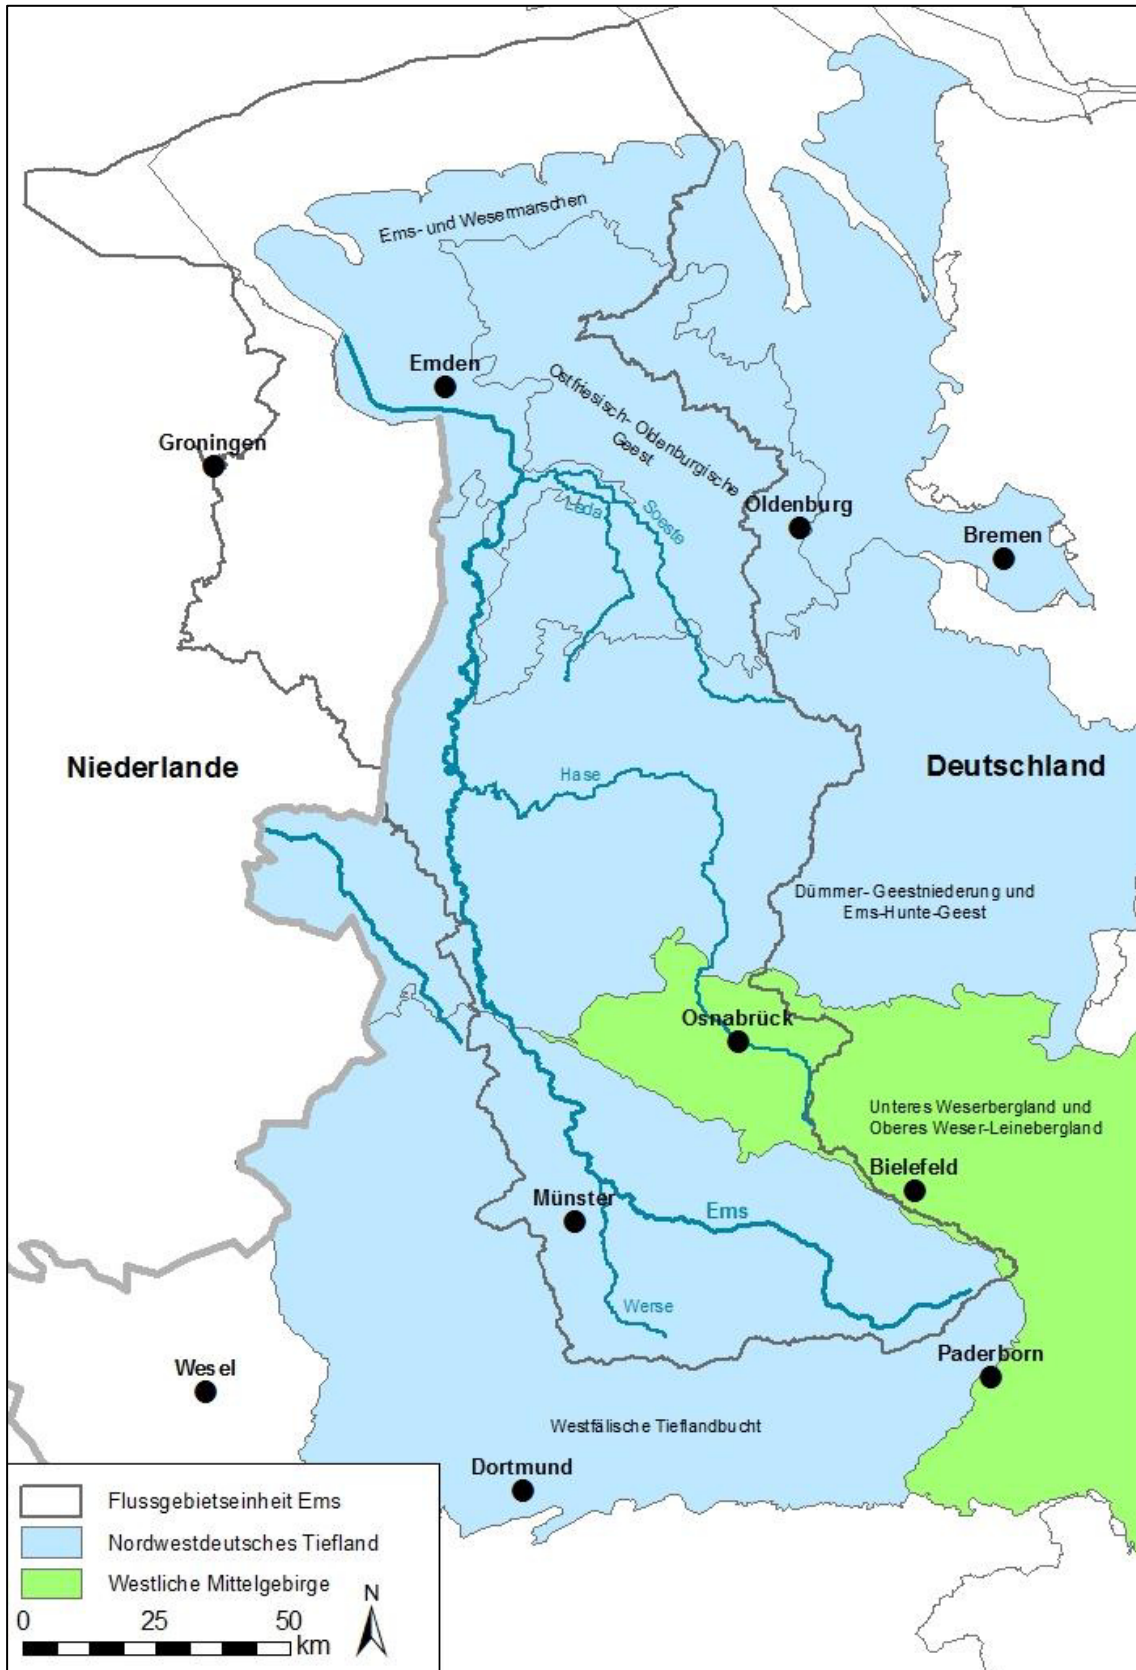 Ems- und Wesermarschen
Emden
Ostfriesisch- Oldenburgische
Geest
Groningen
Leda
Soeste
Oldenburg
Bremen
Niederlande
Hase
Deutschland
Dümmer- Geestniederung und
Ems-Hunte-Geest
Osnabrück
Unteres Weserbergland und
Oberes Weser-Leinebergland
Bielefeld
Münster
Ems
Werse
Paderborn
Wesel
Westfälische Tieflandbucht
Dortmund
Flussgebietseinheit Ems
Nordwestdeutsches Tiefland
Westliche Mittelgebirge
N
0 25 50
km